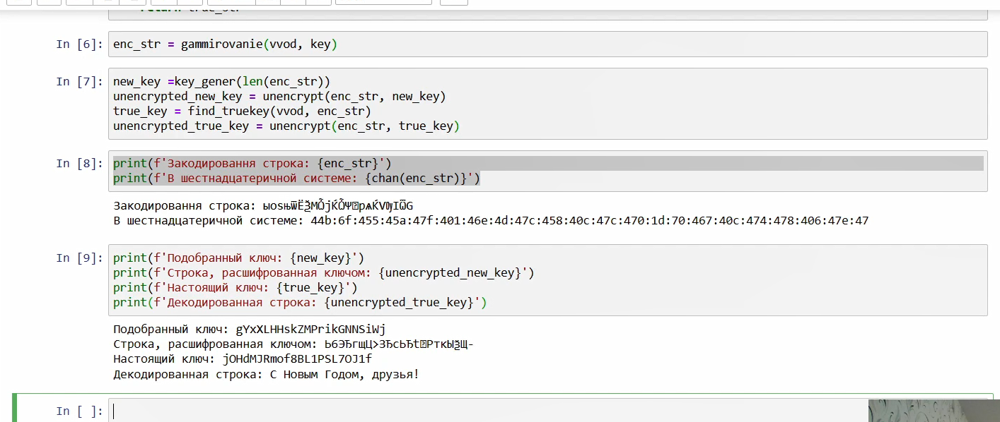 return true_str
In [6]: enc_str = gammirovanie(vvod, key)
In [7]: new_key =key_gener(len(enc_str))
unencrypted_new_key = unencrypt(enc_str, new_key)
true_key = find_truekey(vvod, enc_str)
unencrypted_true_key = unencrypt(enc_str, true_key)
In [8]: print(f'Закодировання строка: {enc_str}')
print(f'В шестнадцатеричной системе: {chan(enc_str)}')
Закодировання строка: ыoѕњѿЁѮMѼјЌѼѰpѧЌѴѸІѾG
В шестнадцатеричной системе: 44b:6f:455:45a:47f:401:46e:4d:47c:458:40c:47c:470:1d:70:467:40c:474:478:406:47e:47
In [9]: print(f'Подобранный ключ: {new_key}')
print(f'Строка, расшифрованная ключом: {unencrypted_new_key}')
print(f'Настоящий ключ: {true_key}')
print(f'Декодированная строка: {unencrypted_true_key}')
Подобранный ключ: gYxXLHHskZMPrikGNNSiWj
Строка, расшифрованная ключом: Ь6ЭЂгщЦ>ЗЂсЬЂtРткЫѯЩ-
Настоящий ключ: jOHdMJRmof8BL1PSL7OJ1f
Декодированная строка: С Новым Годом, друзья!
In [ ]: